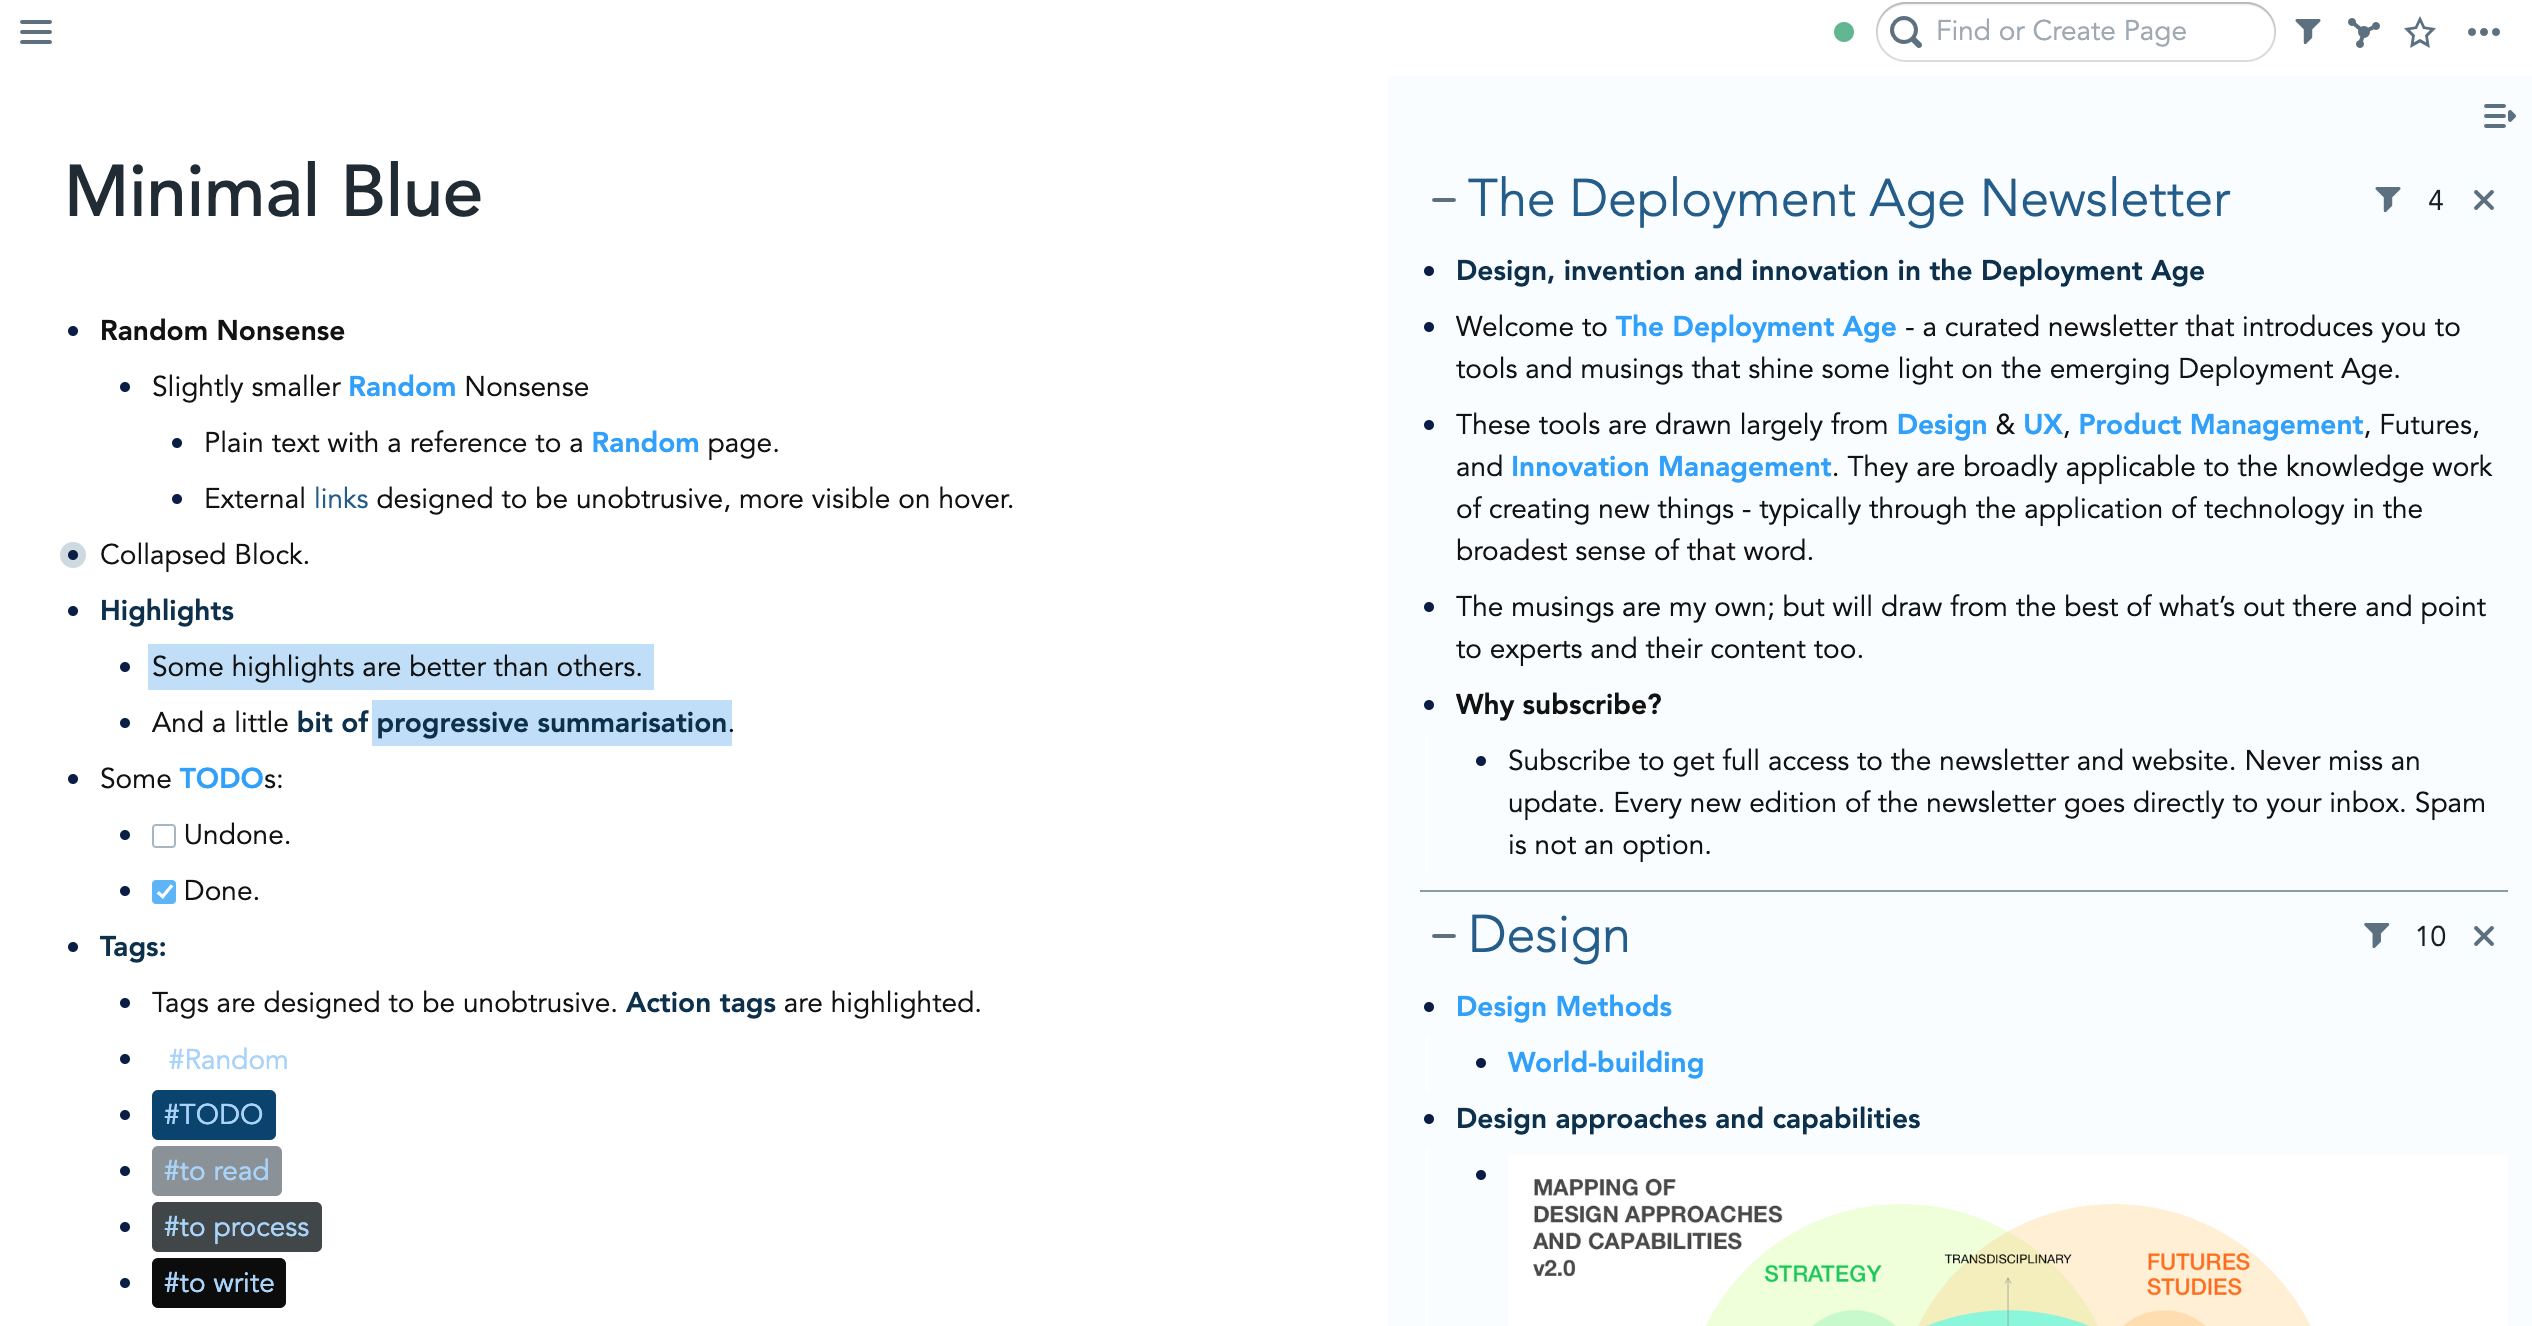 Find or Create Page
Minimal Blue
Random Nonsense
Slightly smaller Random Nonsense
Plain text with a reference to a Random page.
External links designed to be unobtrusive, more visible on hover.
Collapsed Block.
Highlights
Some highlights are better than others.
And a little bit of progressive summarisation.
Some TODOs:
Undone.
Done.
Tags:
Tags are designed to be unobtrusive. Action tags are highlighted.
#Random
#TODO
#to read
#to process
#to write
The Deployment Age Newsletter
4
Design, invention and innovation in the Deployment Age
Welcome to The Deployment Age - a curated newsletter that introduces you to
tools and musings that shine some light on the emerging Deployment Age.
These tools are drawn largely from Design & UX, Product Management, Futures,
and Innovation Management. They are broadly applicable to the knowledge work
of creating new things - typically through the application of technology in the
broadest sense of that word.
The musings are my own; but will draw from the best of what’s out there and point
to experts and their content too.
Why subscribe?
Subscribe to get full access to the newsletter and website. Never miss an
update. Every new edition of the newsletter goes directly to your inbox. Spam
is not an option.
Design
10
Design Methods
World-building
Design approaches and capabilities
MAPPING OF
DESIGN APPROACHES
AND CAPABILITIES
v2.0
STRATEGY
TRANSDISCIPLINARY
FUTURES
STUDIES